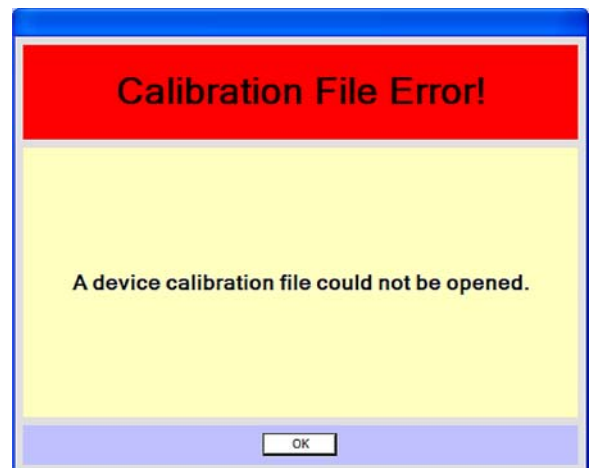 Calibration File Error!
A device calibration file could not be opened.
OK